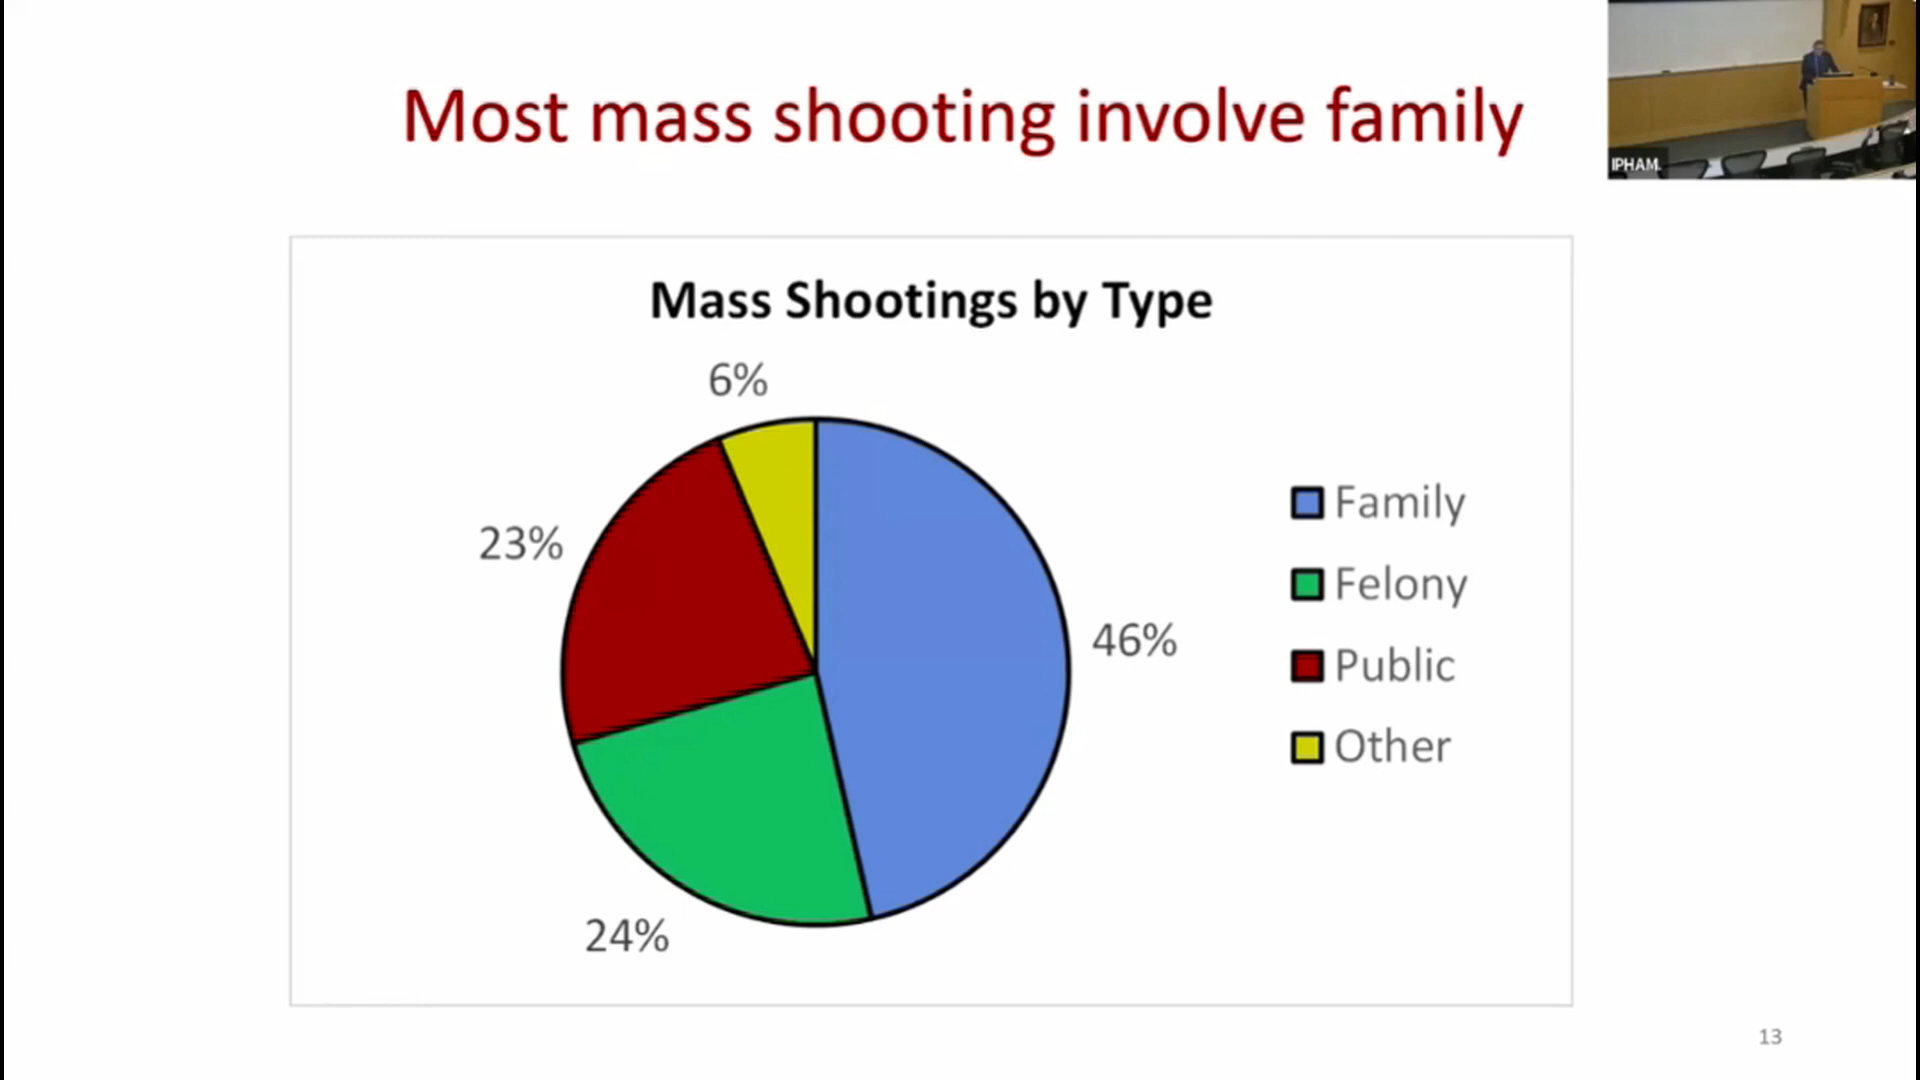 Most mass shooting involve family
IPHAM
Mass Shootings by Type
6%
23%
46%
24%
Family
Felony
Public
Other
13